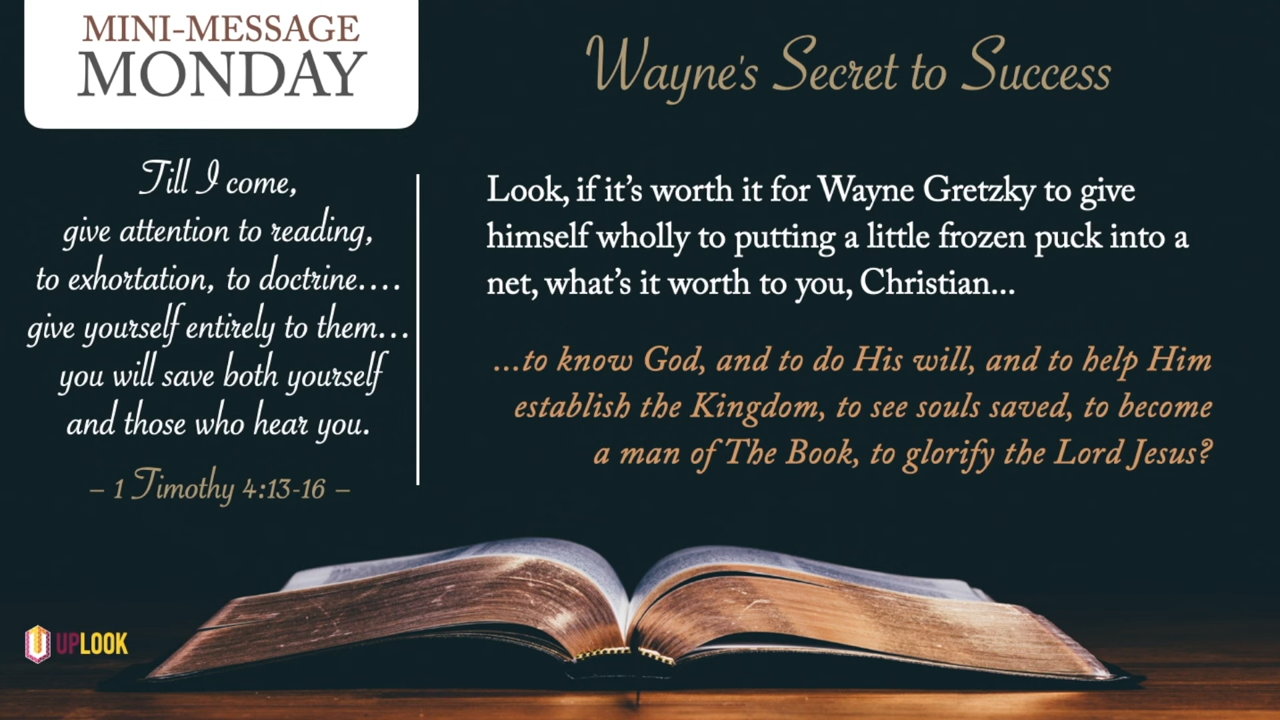 MINI-MESSAGE
MONDAY
Wayne's Secret to Success
Till I come,
give attention to reading,
to exhortation, to doctrine....
give yourself entirely to them...
you will save both yourself
and those who hear you.
– 1 Timothy 4:13-16 –
Look, if it’s worth it for Wayne Gretzky to give
himself wholly to putting a little frozen puck into a
net, what’s it worth to you, Christian...
...to know God, and to do His will, and to help Him
establish the Kingdom, to see souls saved, to become
a man of The Book, to glorify the Lord Jesus?
UPLOOK